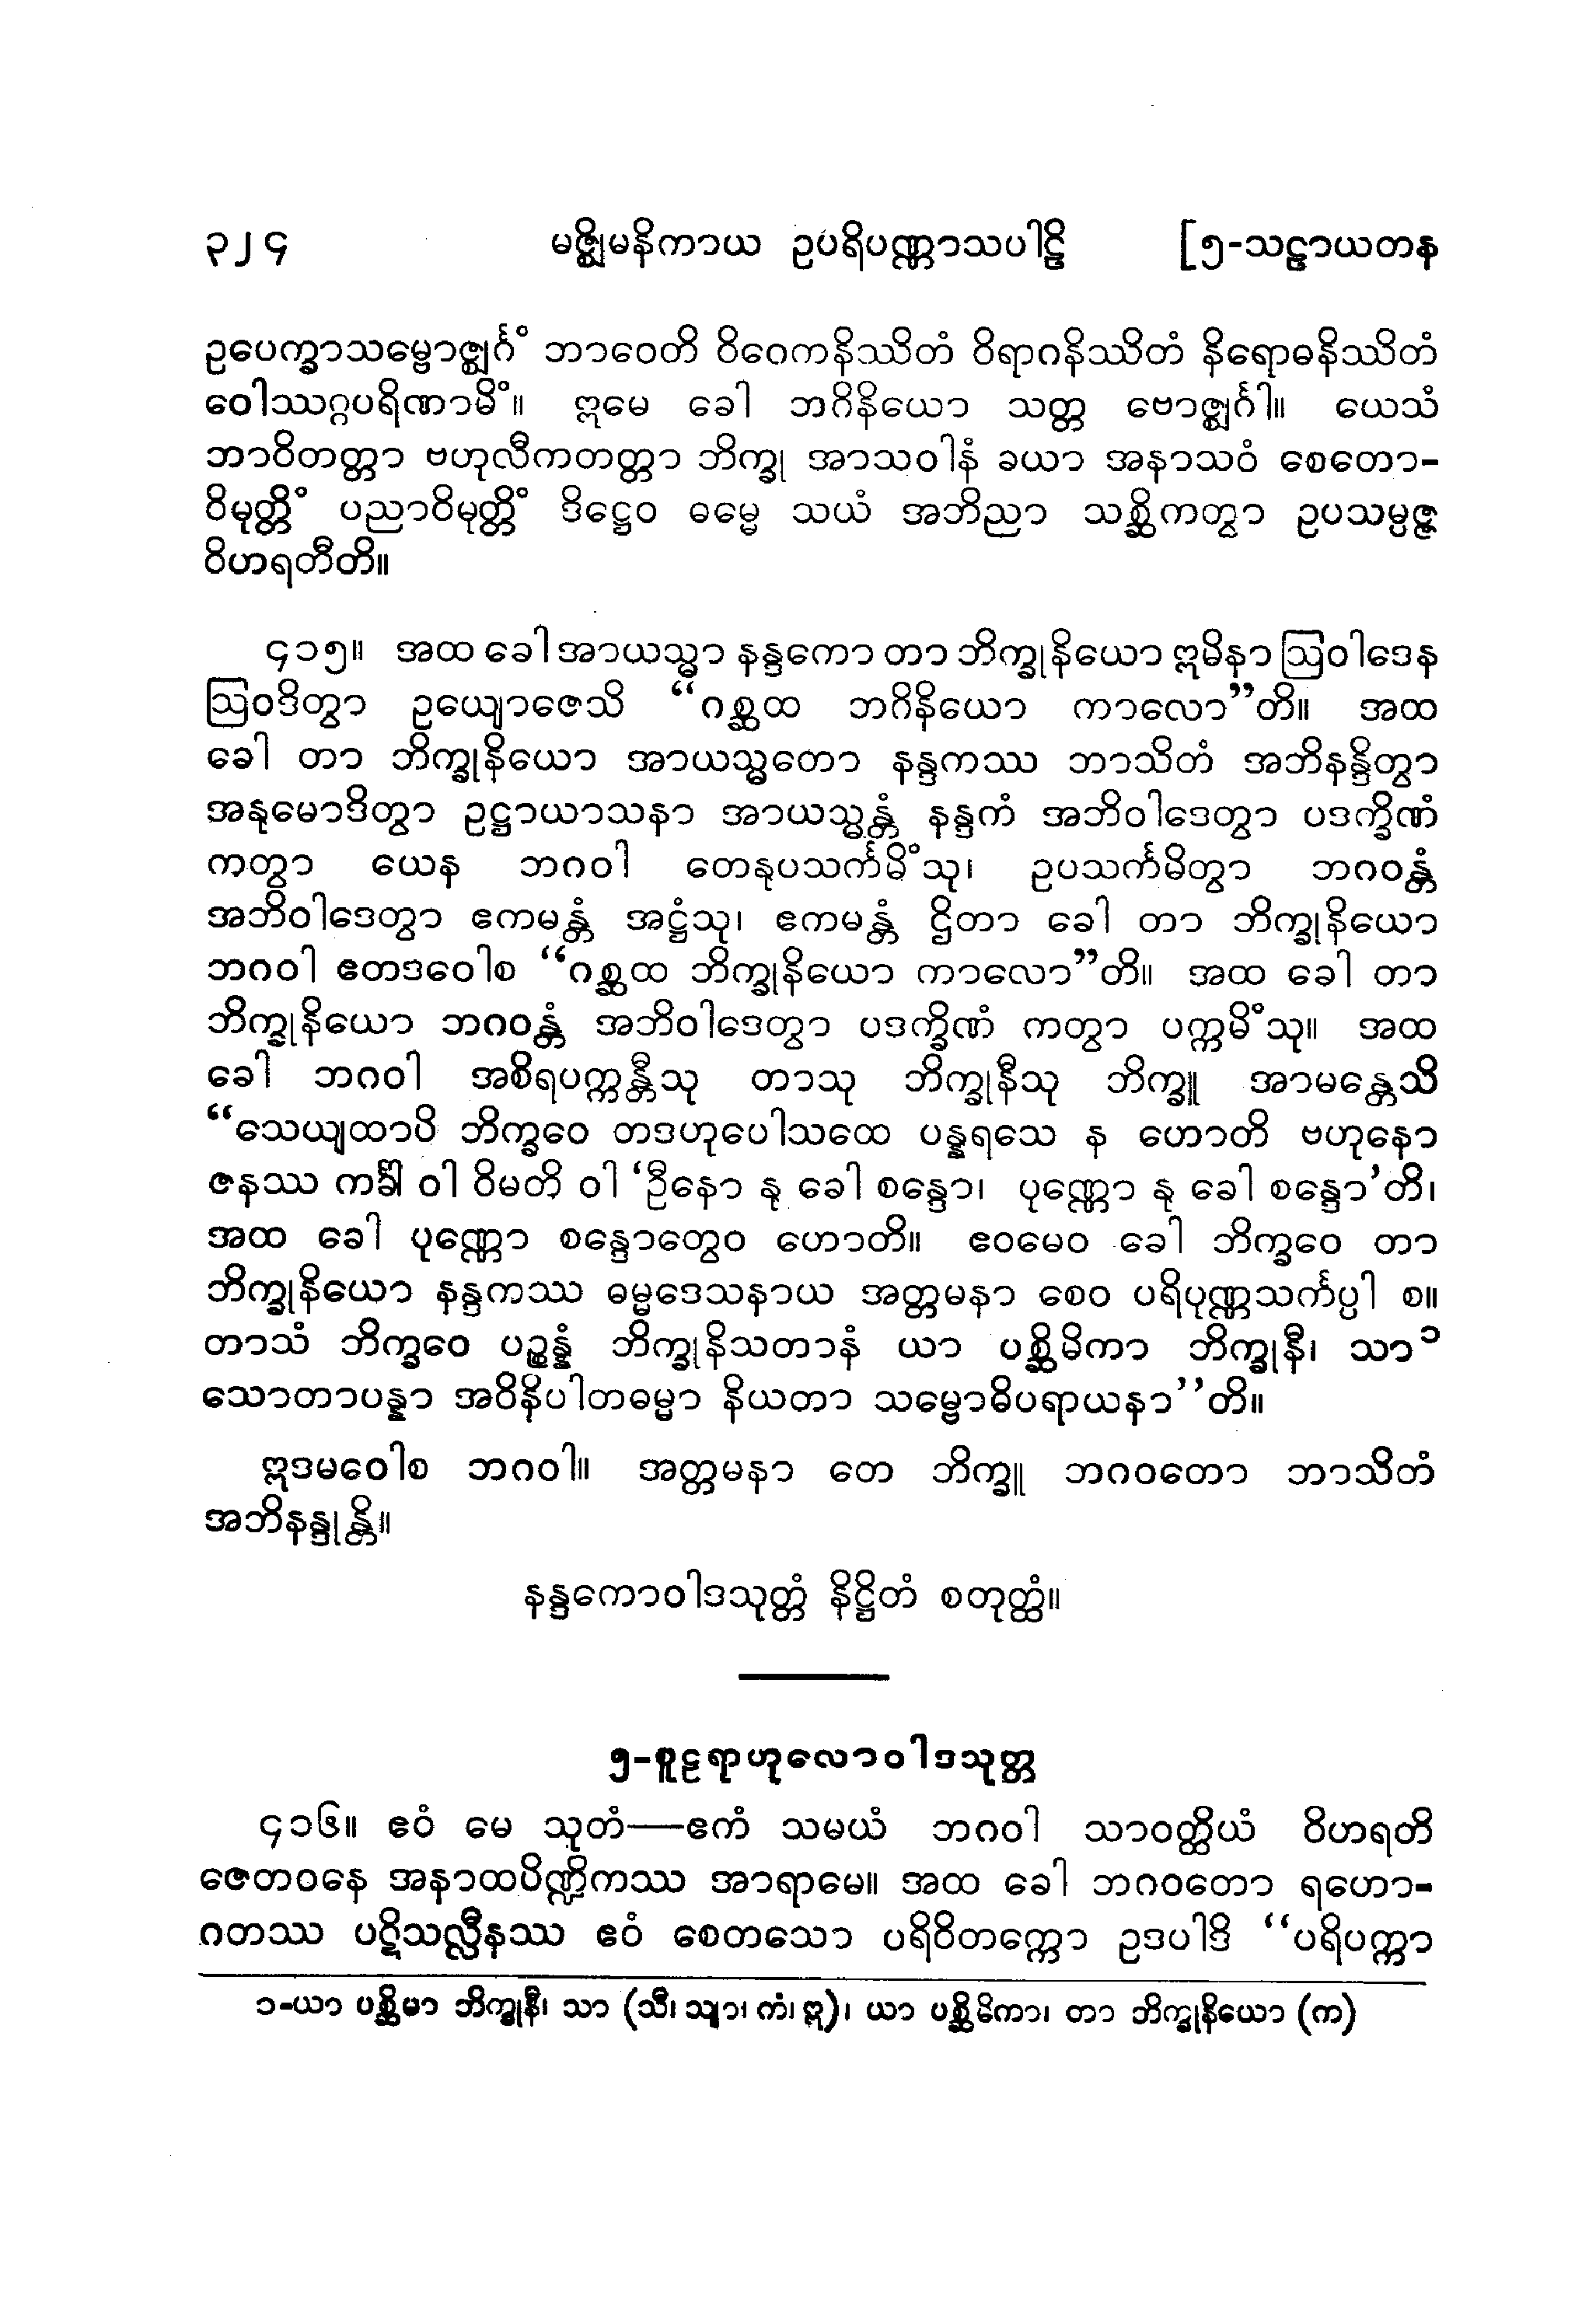 ၃၂၄ မဇ္ဈိမနိကာယ ဥပရိပဏ္ဏာသပါဠိ [၅-သဠာယတန
ဥပေက္ခာသမ္ဗောဇ္ဈင်္ဂံ ဘာဝေတိ ဝိဝေကနိဿိတံ ဝိရာဂနိဿိတံ နိရောဓနိဿိတံ
ဝေါဿဂ္ဂပရိဏာမိံ။ ဣမေ ခေါ ဘဂိနိယော သတ္တ ဗောဇ္ဈင်္ဂါ။ ယေသံ
ဘာဝိတတ္တာ ဗဟုလီကတတ္တာ ဘိက္ခု အာသဝါနံ ခယာ အနာသဝံ စေတော-
ဝိမုတ္တိံ ပညာဝိမုတ္တိံ ဒိဋ္ဌေဝ ဓမ္မေ သယံ အဘိညာ သစ္ဆိကတွာ ဥပသမ္ပဇ္ဇ
ဝိဟရတီတိ။
၄၁၅။ အထ ခေါ အာယသ္မာ နန္ဒကော တာ ဘိက္ခုနိယော ဣမိနာ ဩဝါဒေန
ဩဝဒိတွာ ဥယျောဇေသိ “ဂစ္ဆထ ဘဂိနိယော ကာလော”တိ။ အထ
ခေါ တာ ဘိက္ခုနိယော အာယသ္မတော နန္ဒကဿ ဘာသိတံ အဘိနန္ဒိတွာ
အနုမောဒိတွာ ဥဋ္ဌာယာသနာ အာယသ္မန္တံ နန္ဒကံ အဘိဝါဒေတွာ ပဒက္ခိဏံ
ကတွာ ယေန ဘဂဝါ တေနုပသင်္ကမိံသု၊ ဥပသင်္ကမိတွာ ဘဂဝန္တံ
အဘိဝါဒေတွာ ဧကမန္တံ အဋ္ဌံသု၊ ဧကမန္တံ ဌိတာ ခေါ တာ ဘိက္ခုနိယော
ဘဂဝါ ဧတဒဝေါစ “ဂစ္ဆထ ဘိက္ခုနိယော ကာလော”တိ။ အထ ခေါ တာ
ဘိက္ခုနိယော ဘဂဝန္တံ အဘိဝါဒေတွာ ပဒက္ခိဏံ ကတွာ ပက္ကမိံသု။ အထ
ခေါ ဘဂဝါ အစိရပက္ကန္တီသု တာသု ဘိက္ခုနီသု ဘိက္ခူ အာမန္တေသိ
“သေယျထာပိ ဘိက္ခဝေ တဒဟုပေါသထေ ပန္နရသေ န ဟောတိ ဗဟုနော
ဇနဿ ကင်္ခါ ဝါ ဝိမတိ ဝါ ‘ဦနော နု ခေါ စန္ဒော၊ ပုဏ္ဏော နု ခေါ စန္ဒော’တိ၊
အထ ခေါ ပုဏ္ဏော စန္ဒောတွေဝ ဟောတိ။ ဧဝမေဝ ခေါ ဘိက္ခဝေ တာ
ဘိက္ခုနိယော နန္ဒကဿ ဓမ္မဒေသနာယ အတ္တမနာ စေဝ ပရိပုဏ္ဏသင်္ကပ္ပါ စ။
တာသံ ဘိက္ခဝေ ပဉ္စန္နံ ဘိက္ခုနိသတာနံ ယာ ပစ္ဆိမိကာ ဘိက္ခုနီ၊ သာ၁
သောတာပန္နာ အဝိနိပါတဓမ္မာ နိယတာ သမ္ဗောဓိပရာယနာ”တိ။
ဣဒမဝေါစ ဘဂဝါ။ အတ္တမနာ တေ ဘိက္ခူ ဘဂဝတော ဘာသိတံ
အဘိနန္ဒုန္တိ။
နန္ဒကောဝါဒသုတ္တံ နိဋ္ဌိတံ စတုတ္ထံ။
၅-စူဠရာဟုလောဝါဒသုတ္တ
၄၁၆။ ဧဝံ မေ သုတံ—ဧကံ သမယံ ဘဂဝါ သာဝတ္ထိယံ ဝိဟရတိ
ဇေတဝနေ အနာထပိဏ္ဍိကဿ အာရာမေ။ အထ ခေါ ဘဂဝတော ရဟော-
ဂတဿ ပဋိသလ္လီနဿ ဧဝံ စေတသော ပရိဝိတက္ကော ဥဒပါဒိ “ပရိပက္ကာ
၁-ယာ ပစ္ဆိမာ ဘိက္ခုနီ၊ သာ (သီ၊ သျာ၊ ကံ၊ ဣ)၊ ယာ ပစ္ဆိမိကာ၊ တာ ဘိက္ခုနိယော (က)